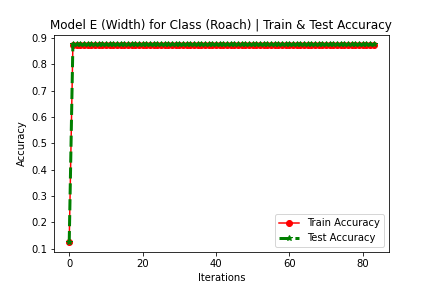 Model E (Width) for Class (Roach) | Train & Test Accuracy
0.9
0.8
0.7
0.6
0.5
0.4
0.3
0.2
0.1
Accuracy
0 20 40 60 80
Iterations
Train Accuracy
Test Accuracy